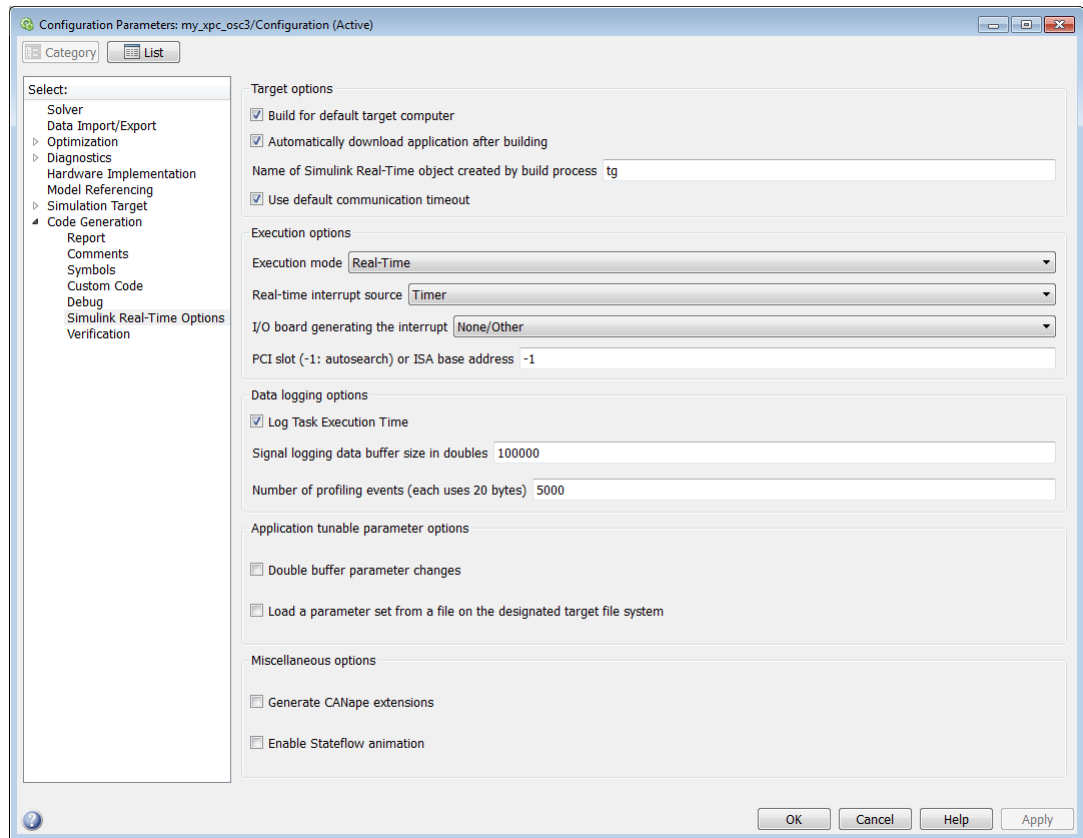 Configuration Parameters: my_xpc_osc3/Configuration (Active)
Category
List
Select:
Solver
Data Import/Export
Optimization
Diagnostics
Hardware Implementation
Model Referencing
Simulation Target
Code Generation
Report
Comments
Symbols
Custom Code
Debug
Simulink Real-Time Options
Verification
Target options
Build for default target computer
Automatically download application after building
Name of Simulink Real-Time object created by build process tg
Use default communication timeout
Execution options
Execution mode Real-Time
Real-time interrupt source Timer
I/O board generating the interrupt None/Other
PCI slot (-1: autosearch) or ISA base address -1
Data logging options
Log Task Execution Time
Signal logging data buffer size in doubles 100000
Number of profiling events (each uses 20 bytes) 5000
Application tunable parameter options
Double buffer parameter changes
Load a parameter set from a file on the designated target file system
Miscellaneous options
Generate CANape extensions
Enable Stateflow animation
? OK Cancel Help Apply